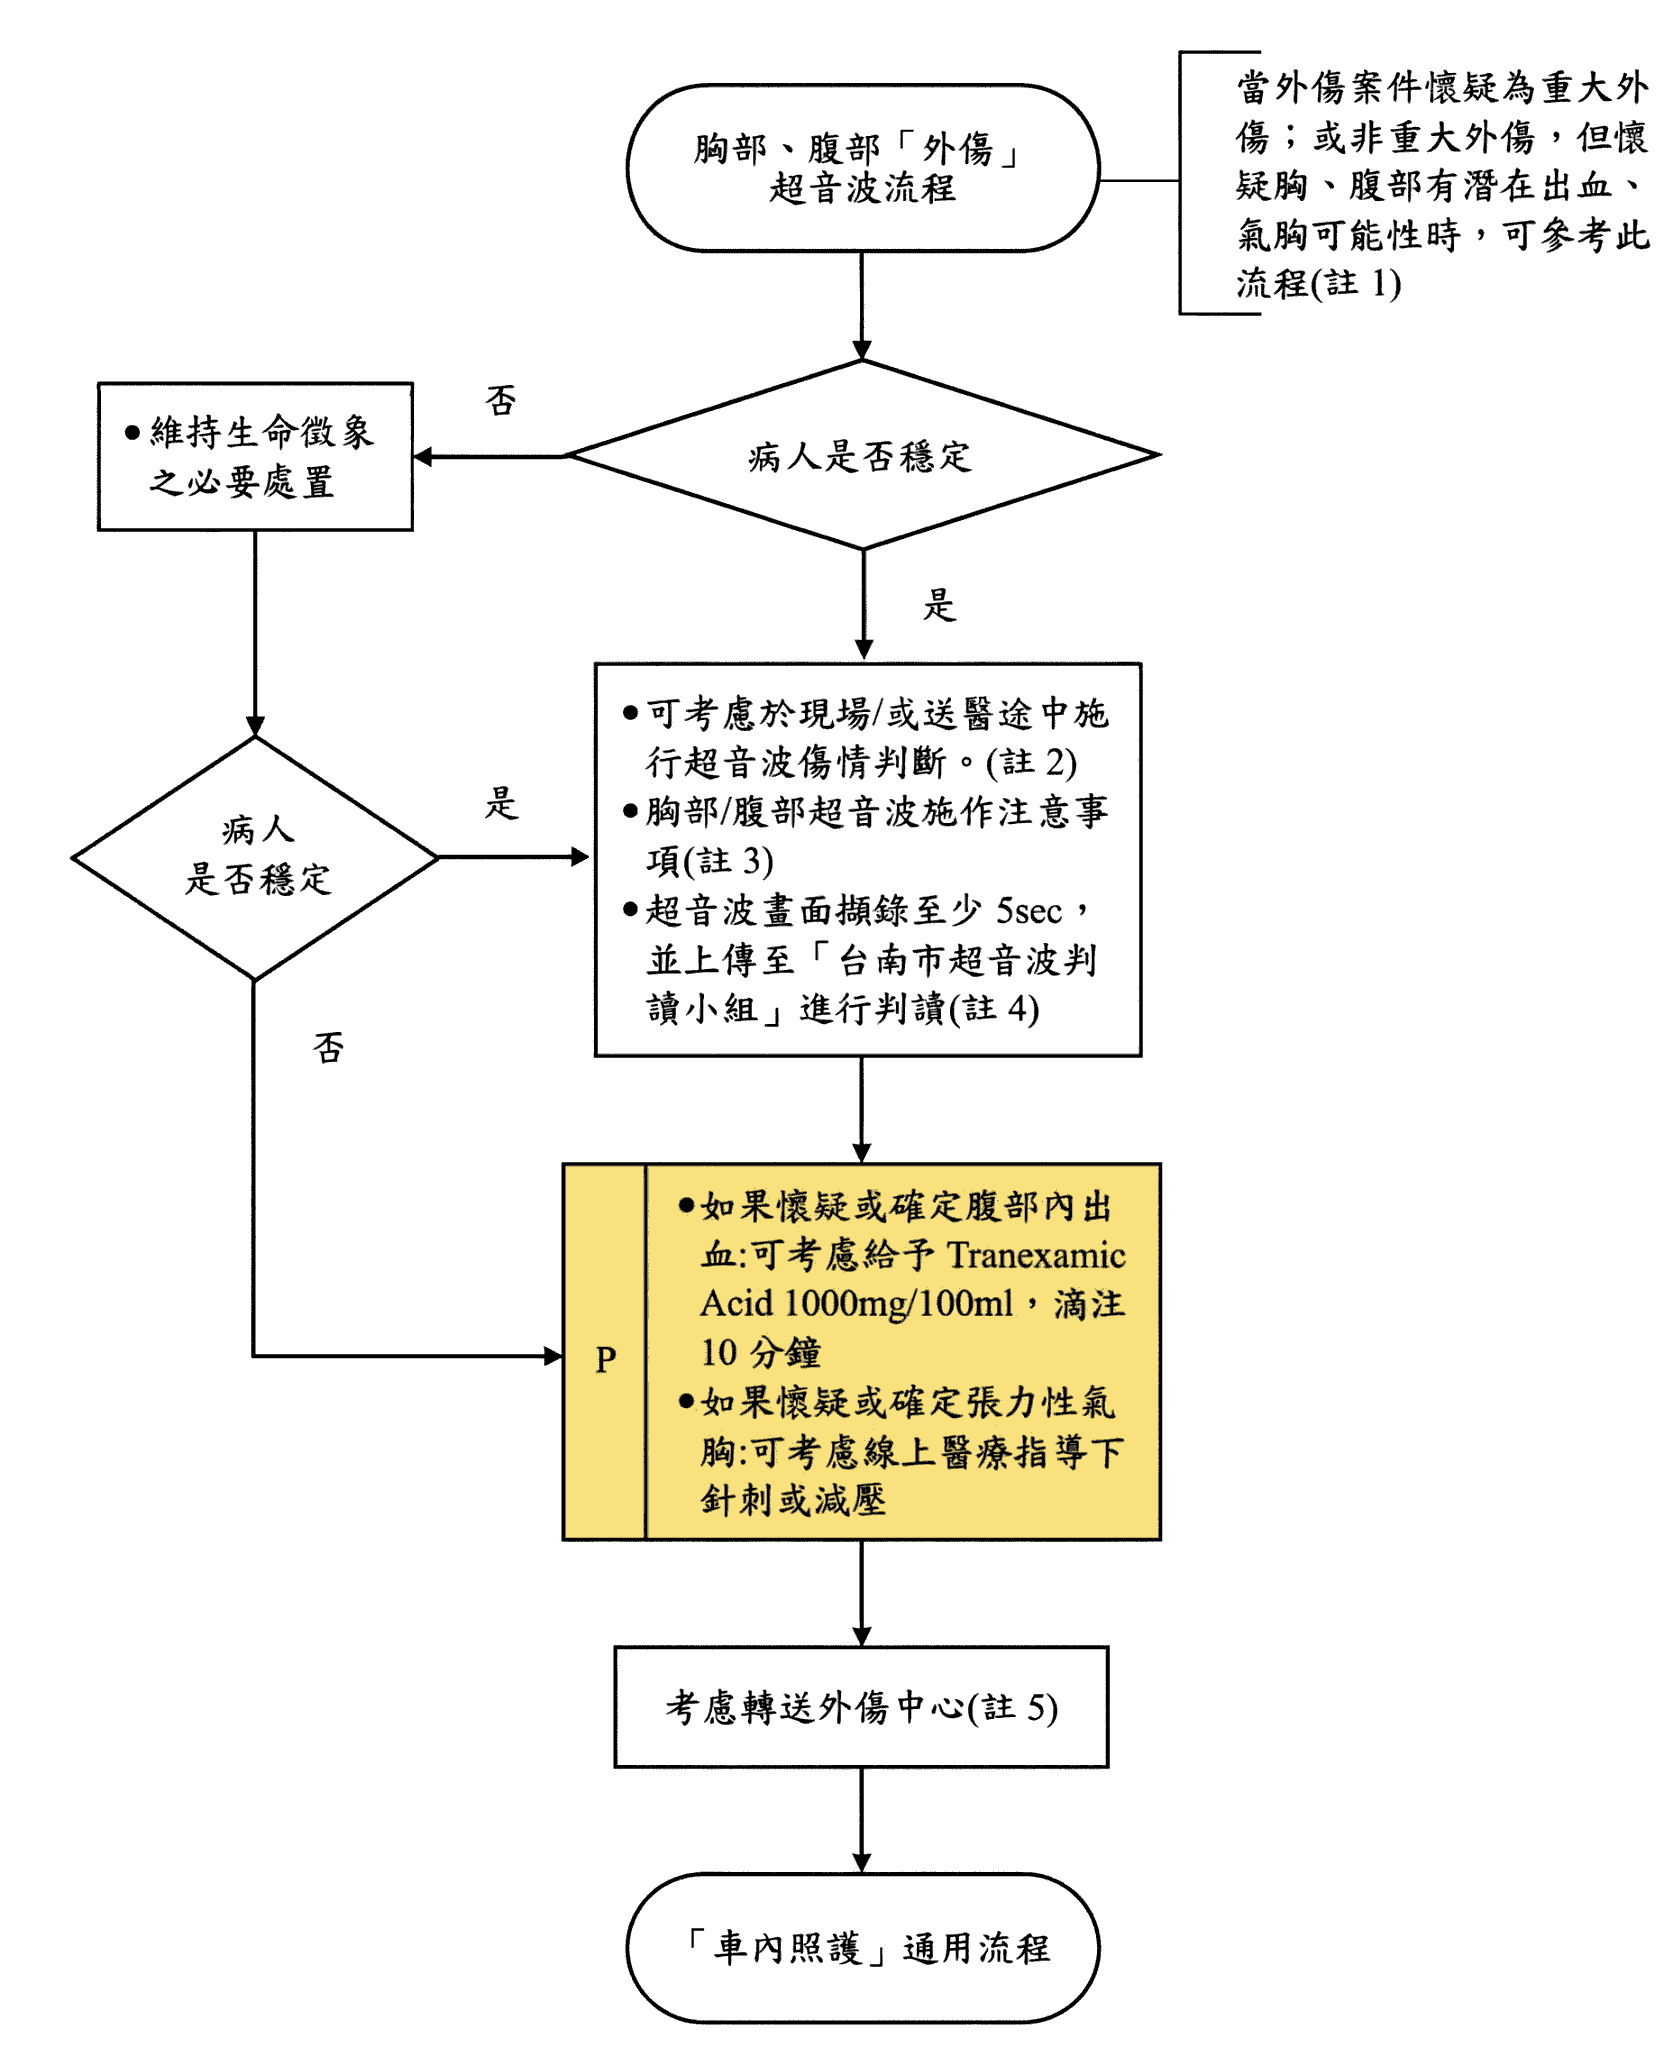 胸部、腹部「外傷」
超音波流程
當外傷案件懷疑為重大外
傷；或非重大外傷，但懷
疑胸、腹部有潛在出血、
氣胸可能性時，可參考此
流程(註 1)
病人是否穩定
否
●維持生命徵象
之必要處置
是
●可考慮於現場/或送醫途中施
行超音波傷情判斷。(註 2)
●胸部/腹部超音波施作注意事
項(註 3)
●超音波畫面擷錄至少 5sec，
並上傳至「台南市超音波判
讀小組」進行判讀(註 4)
病人
是否穩定
是
否
P
●如果懷疑或確定腹部內出
血:可考慮給予 Tranexamic
Acid 1000mg/100ml，滴注
10 分鐘
●如果懷疑或確定張力性氣
胸:可考慮線上醫療指導下
針刺或減壓
考慮轉送外傷中心(註 5)
「車內照護」通用流程